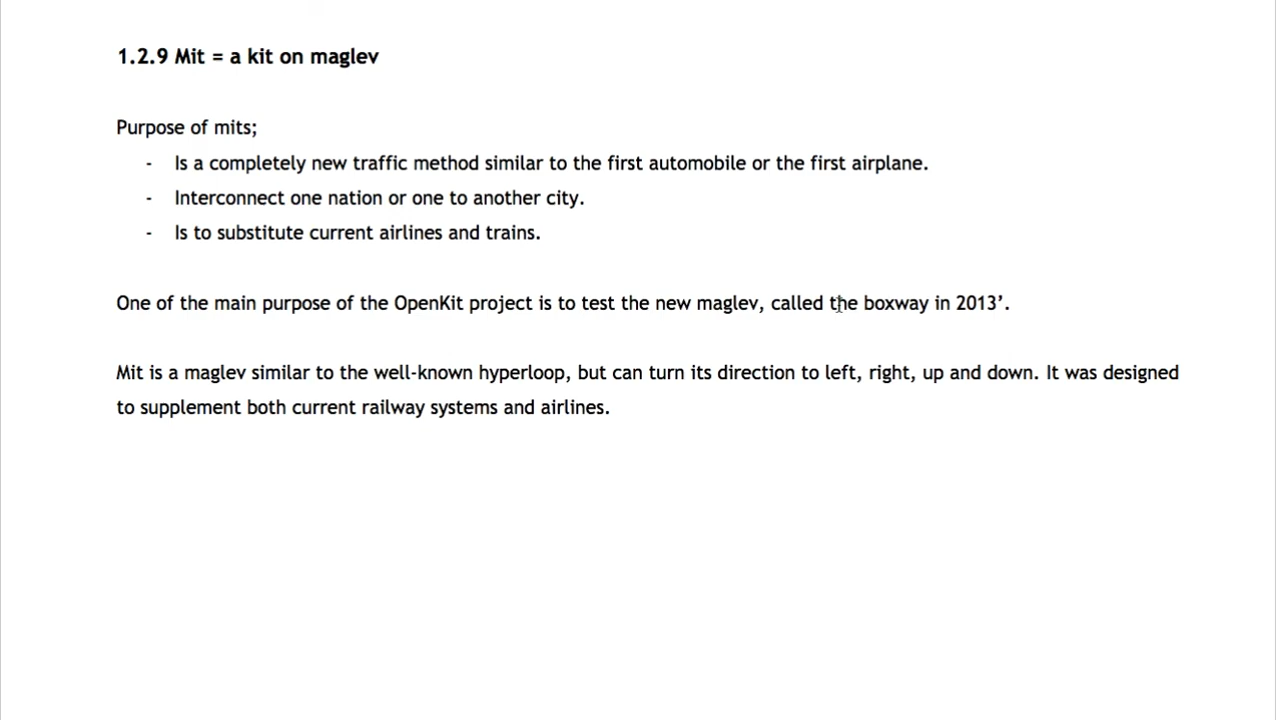 1.2.9 Mit = a kit on maglev
Purpose of mits;
- Is a completely new traffic method similar to the first automobile or the first airplane.
- Interconnect one nation or one to another city.
- Is to substitute current airlines and trains.
One of the main purpose of the OpenKit project is to test the new maglev, called the boxway in 2013’.
Mit is a maglev similar to the well-known hyperloop, but can turn its direction to left, right, up and down. It was designed
to supplement both current railway systems and airlines.